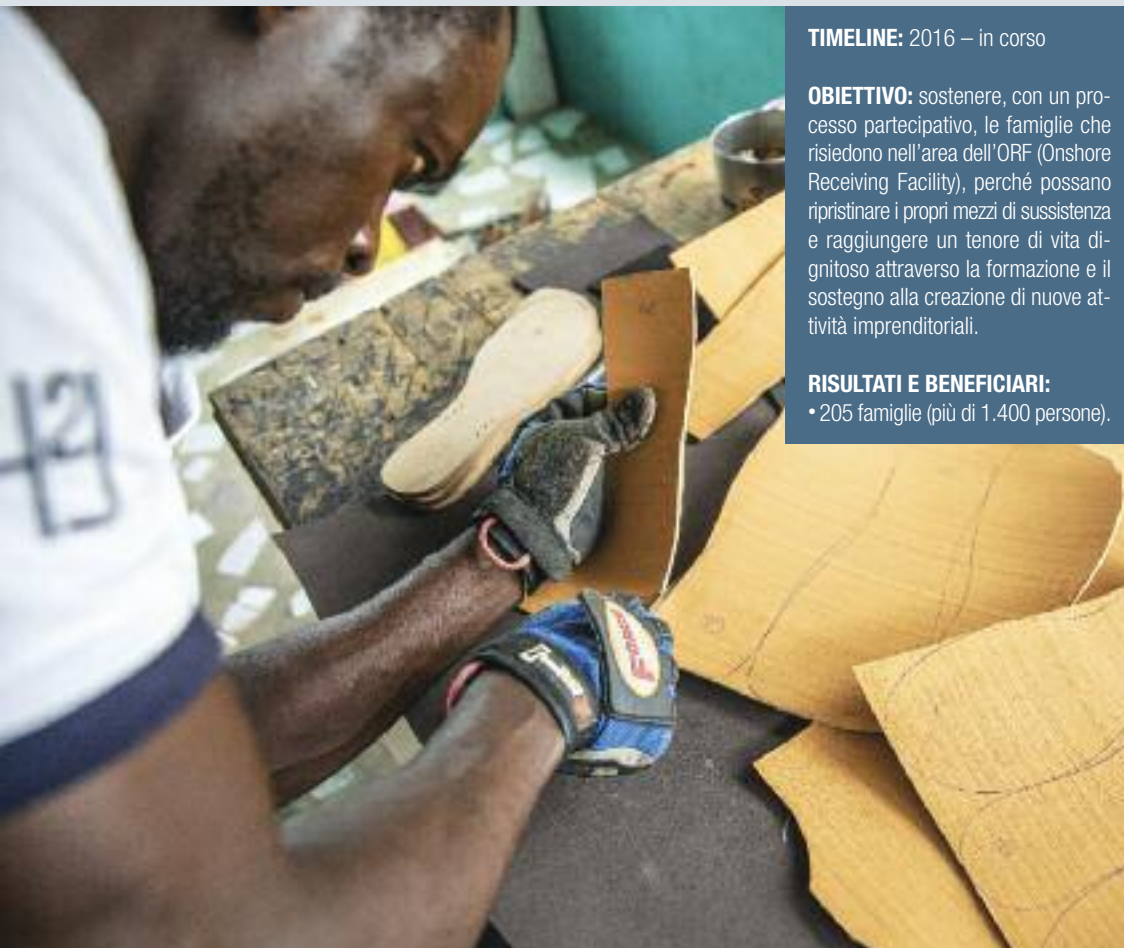 TIMELINE: 2016 – in corso
OBIETTIVO: sostenere, con un pro-
cesso partecipativo, le famiglie che
risiedono nell'area dell'ORF (Onshore
Receiving Facility), perché possano
ripristinare i propri mezzi di sussistenza
e raggiungere un tenore di vita di-
gnitoso attraverso la formazione e il
sostegno alla creazione di nuove at-
tività imprenditoriali.
RISULTATI E BENEFICIARI:
• 205 famiglie (più di 1.400 persone).
2